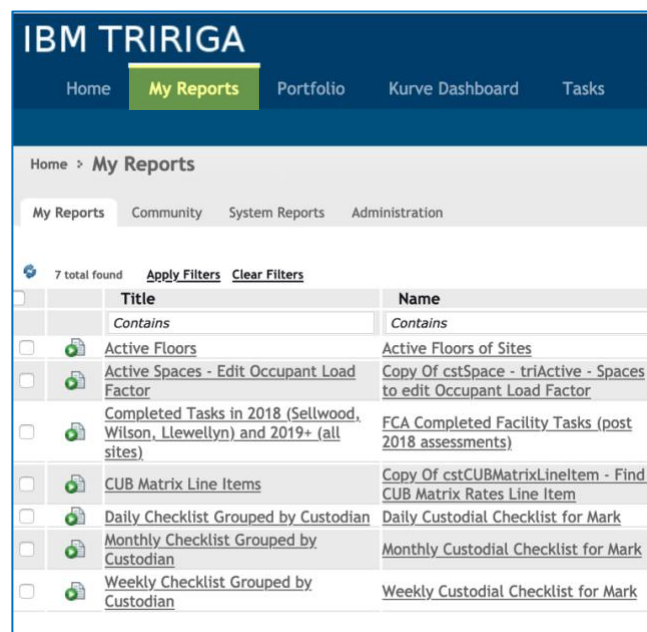 IBM TRIRIGA
Home My Reports Portfolio Kurve Dashboard Tasks
Home > My Reports
My Reports Community System Reports Administration
7 total found Apply Filters Clear Filters
Title Name
Contains Contains
Active Floors Active Floors of Sites
Active Spaces - Edit Occupant Load Copy Of cstSpace - triActive - Spaces
Factor to edit Occupant Load Factor
Completed Tasks in 2018 (Sellwood,
Wilson, Llewellyn) and 2019+ (all FCA Completed Facility Tasks (post
sites) 2018 assessments)
CUB Matrix Line Items Copy Of cstCUBMatrixLineItem - Find
CUB Matrix Rates Line Item
Daily Checklist Grouped by Custodian Daily Custodial Checklist for Mark
Monthly Checklist Grouped by Monthly Custodial Checklist for Mark
Custodian
Weekly Checklist Grouped by Weekly Custodial Checklist for Mark
Custodian